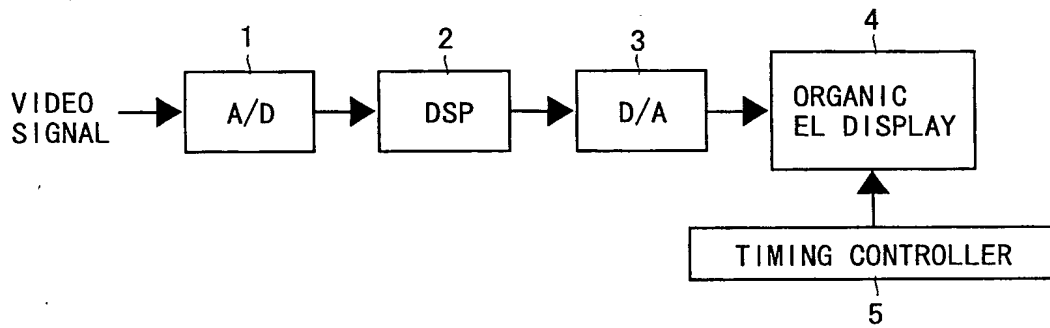 1
2
3
4
VIDEO
SIGNAL
A/D
DSP
D/A
ORGANIC
EL DISPLAY
TIMING CONTROLLER
5